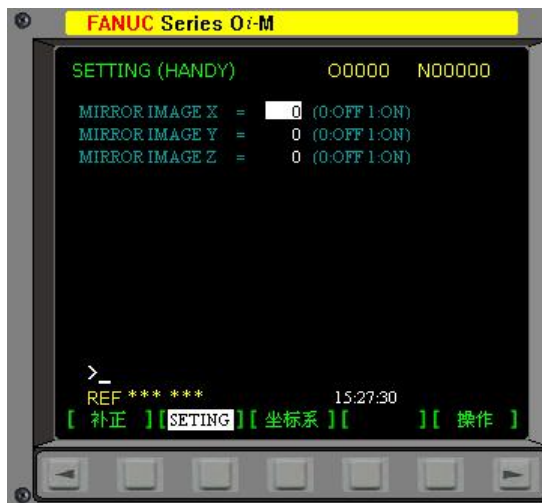 FANUC Series 0i-M
SETTING (HANDY) O0000 N00000
MIRROR IMAGE X = 0 (0:OFF 1:ON)
MIRROR IMAGE Y = 0 (0:OFF 1:ON)
MIRROR IMAGE Z = 0 (0:OFF 1:ON)
>_
REF *** *** 15:27:30
[ 补正 ][ SETING ][ 坐标系 ][ ][ 操作 ]